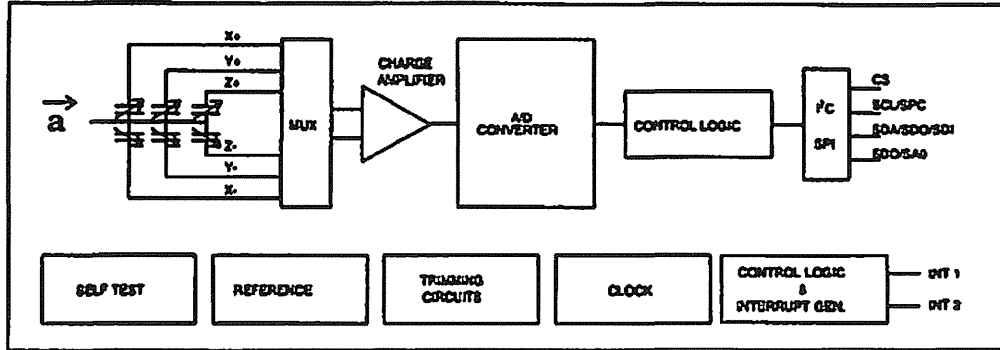 X+
Y+
Z+
a
CHARGE
AMPLIFIER
MUX
A/D
CONVERTER
CONTROL LOGIC
I²C
SPI
CS
SCL/SPC
SDA/SDO/SDI
SDO/SA0
Z-
Y-
X-
SELF TEST
REFERENCE
TRIMMING
CIRCUITS
CLOCK
CONTROL LOGIC
&
INTERRUPT GEN.
INT 1
INT 2